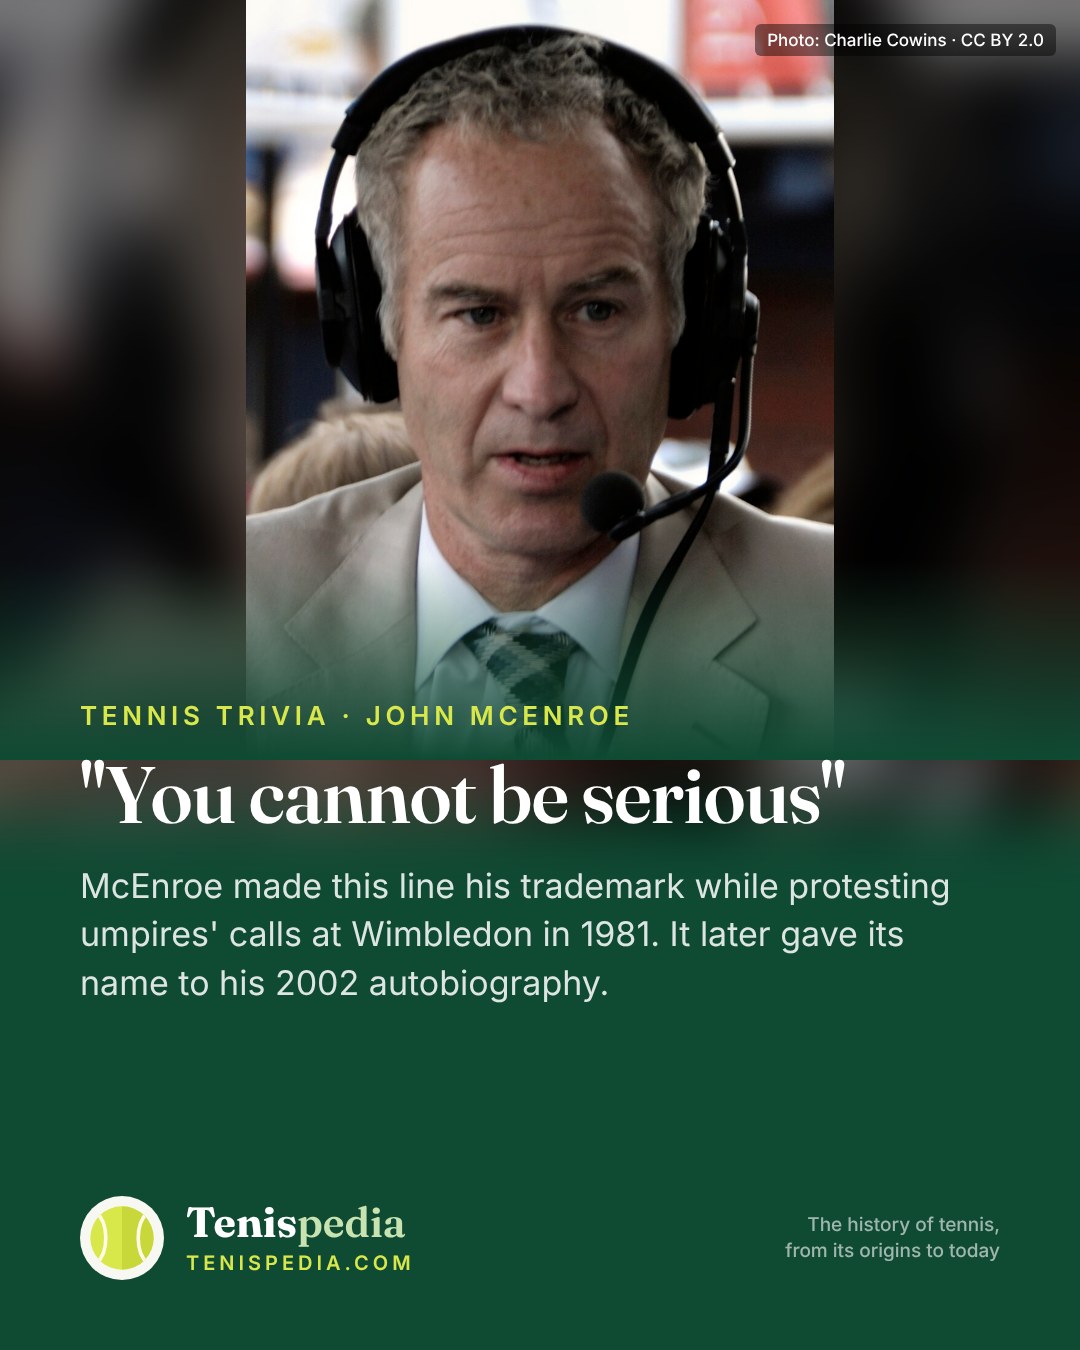 Photo: Charlie Cowins · CC BY 2.0
TENNIS TRIVIA · JOHN MCENROE
"You cannot be serious"
McEnroe made this line his trademark while protesting
umpires' calls at Wimbledon in 1981. It later gave its
name to his 2002 autobiography.
Tenispedia
TENISPEDIA.COM
The history of tennis,
from its origins to today